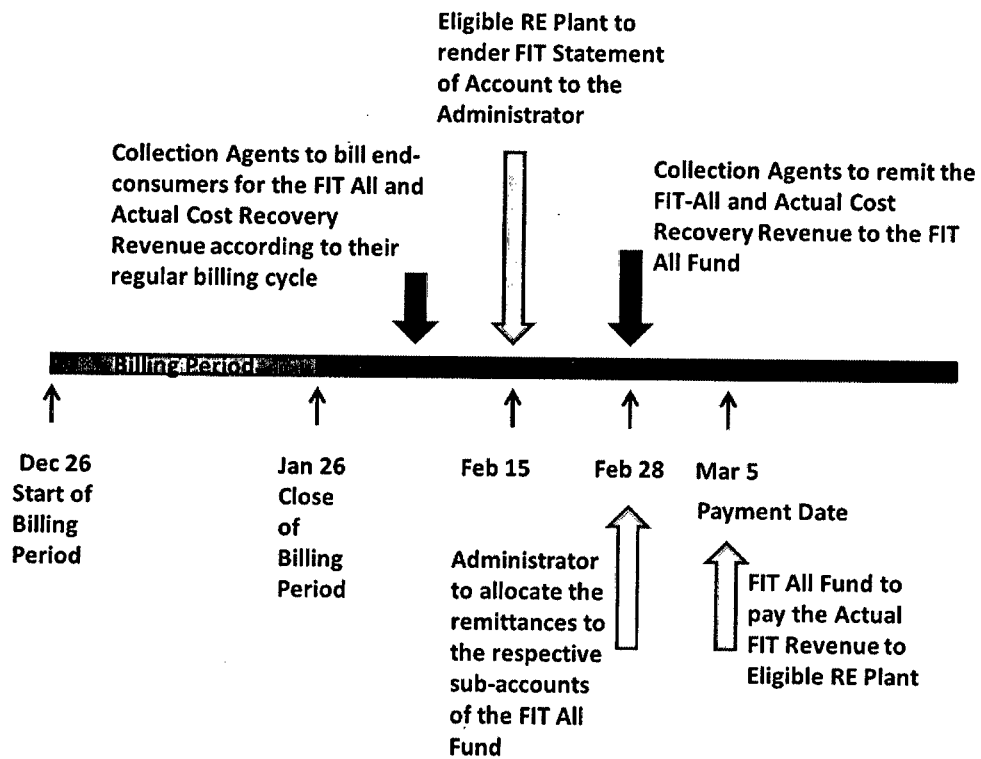 Eligible RE Plant to
render FIT Statement
of Account to the
Administrator
Collection Agents to bill end-
consumers for the FIT All and
Actual Cost Recovery
Revenue according to their
regular billing cycle
Collection Agents to remit the
FIT-All and Actual Cost
Recovery Revenue to the FIT
All Fund
Billing Period
Dec 26
Start of
Billing
Period
Jan 26
Close
of
Billing
Period
Feb 15
Feb 28
Mar 5
Payment Date
Administrator
to allocate the
remittances to
the respective
sub-accounts
of the FIT All
Fund
FIT All Fund to
pay the Actual
FIT Revenue to
Eligible RE Plant